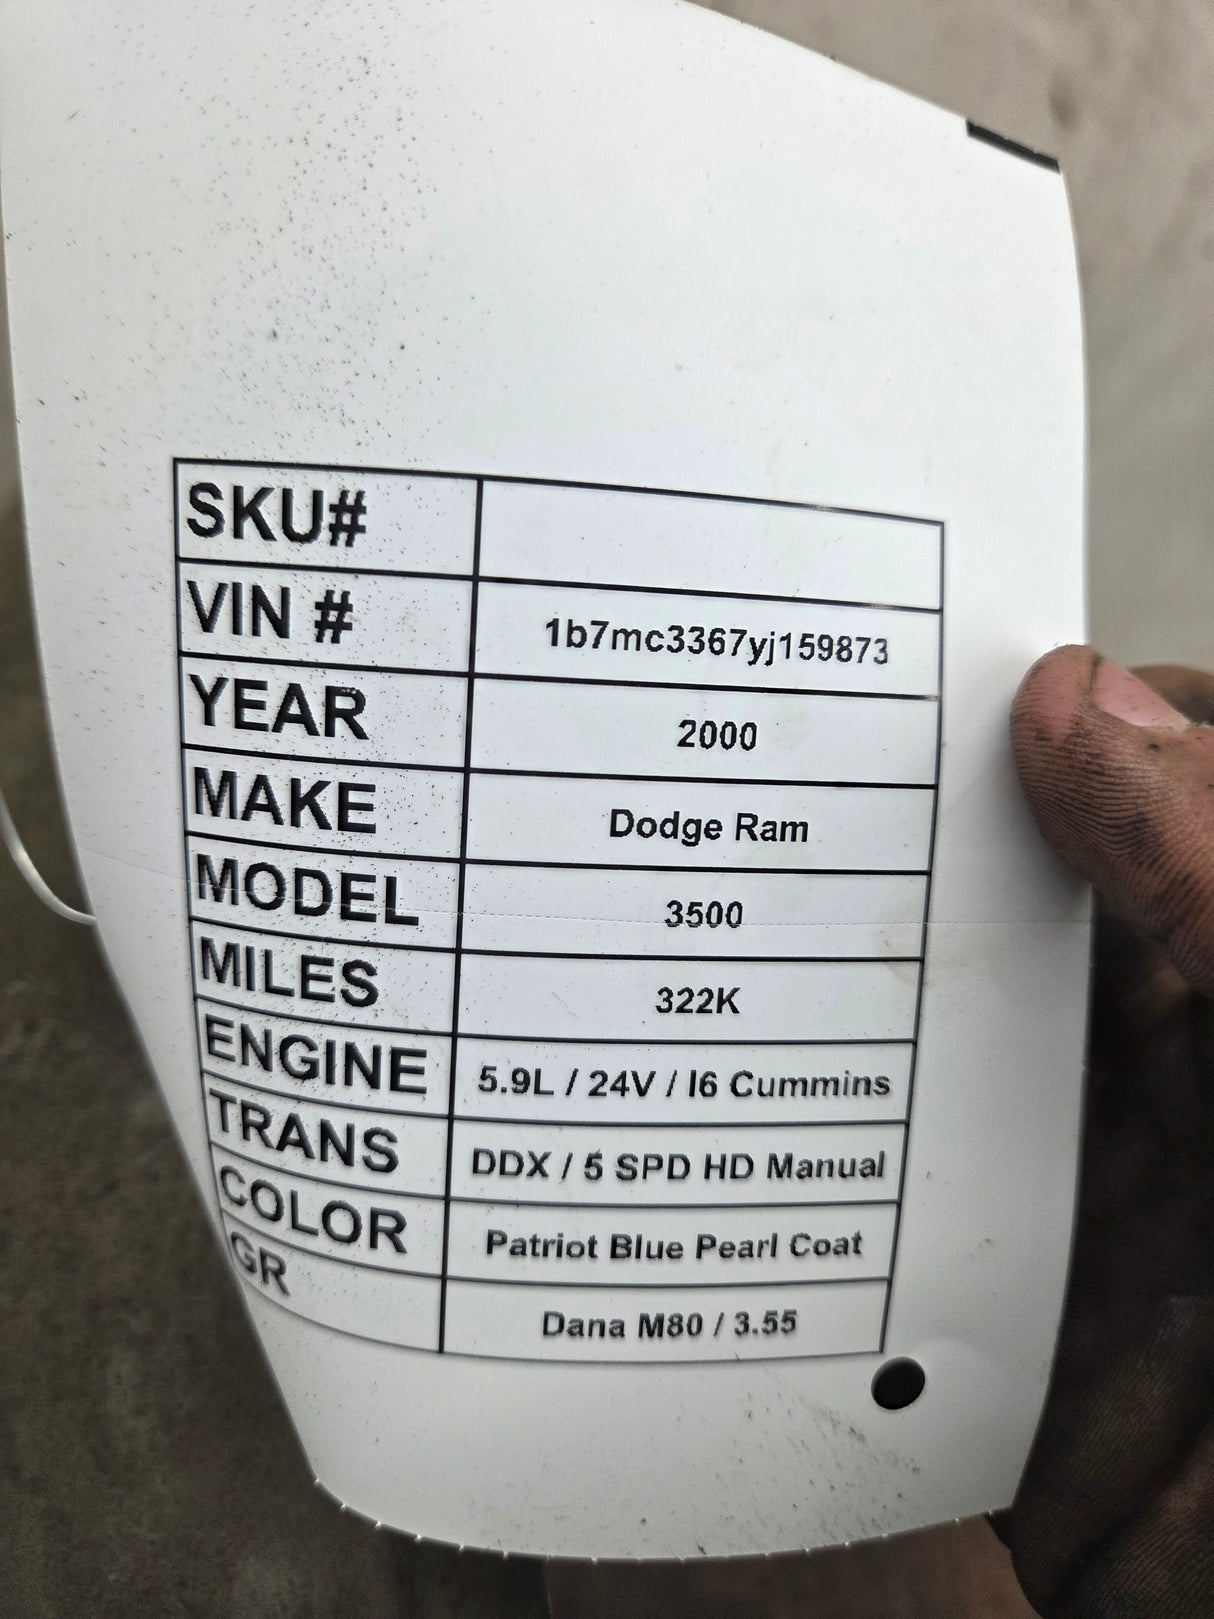 SKU#
VIN # 1b7mc3367yj159873
YEAR 2000
MAKE Dodge Ram
MODEL 3500
MILES 322K
ENGINE 5.9L / 24V / I6 Cummins
TRANS DDX / 5 SPD HD Manual
COLOR Patriot Blue Pearl Coat
GR Dana M80 / 3.55